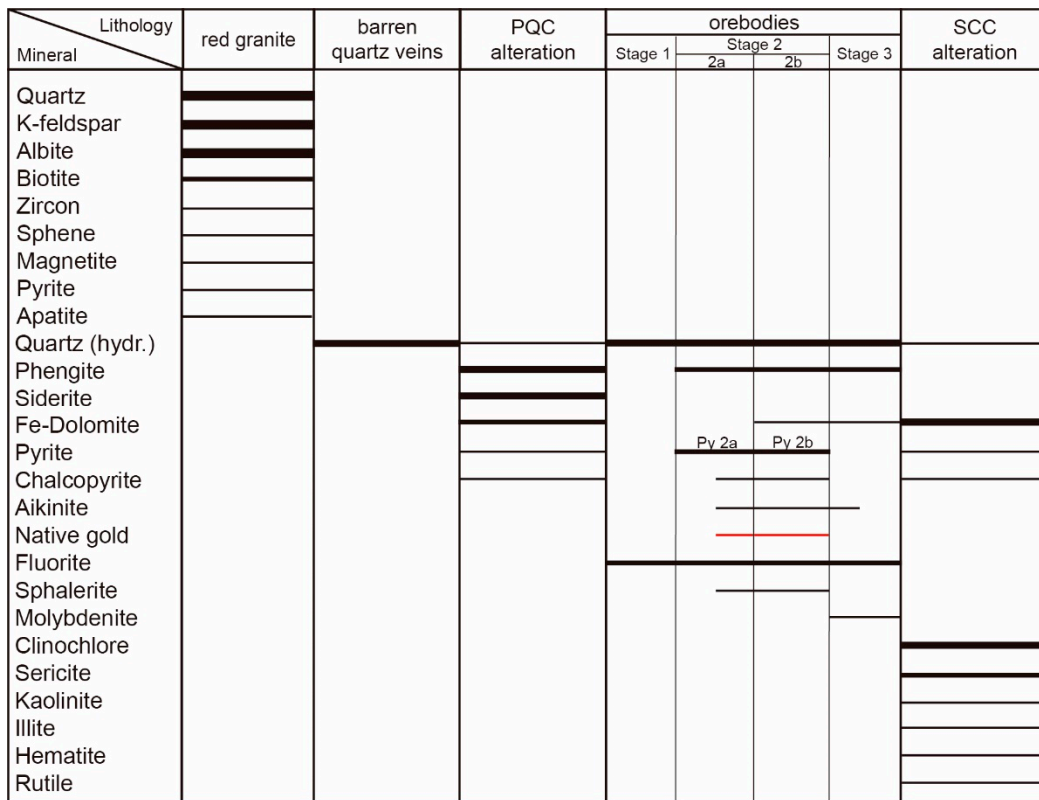 Lithology
Mineral
red granite
barren
quartz veins
PQC
alteration
orebodies
Stage 1
Stage 2
2a
2b
Stage 3
SCC
alteration
Quartz
K-feldspar
Albite
Biotite
Zircon
Sphene
Magnetite
Pyrite
Apatite
Quartz (hydr.)
Phengite
Siderite
Fe-Dolomite
Pyrite
Py 2a
Py 2b
Chalcopyrite
Aikinite
Native gold
Fluorite
Sphalerite
Molybdenite
Clinochlore
Sericite
Kaolinite
Illite
Hematite
Rutile